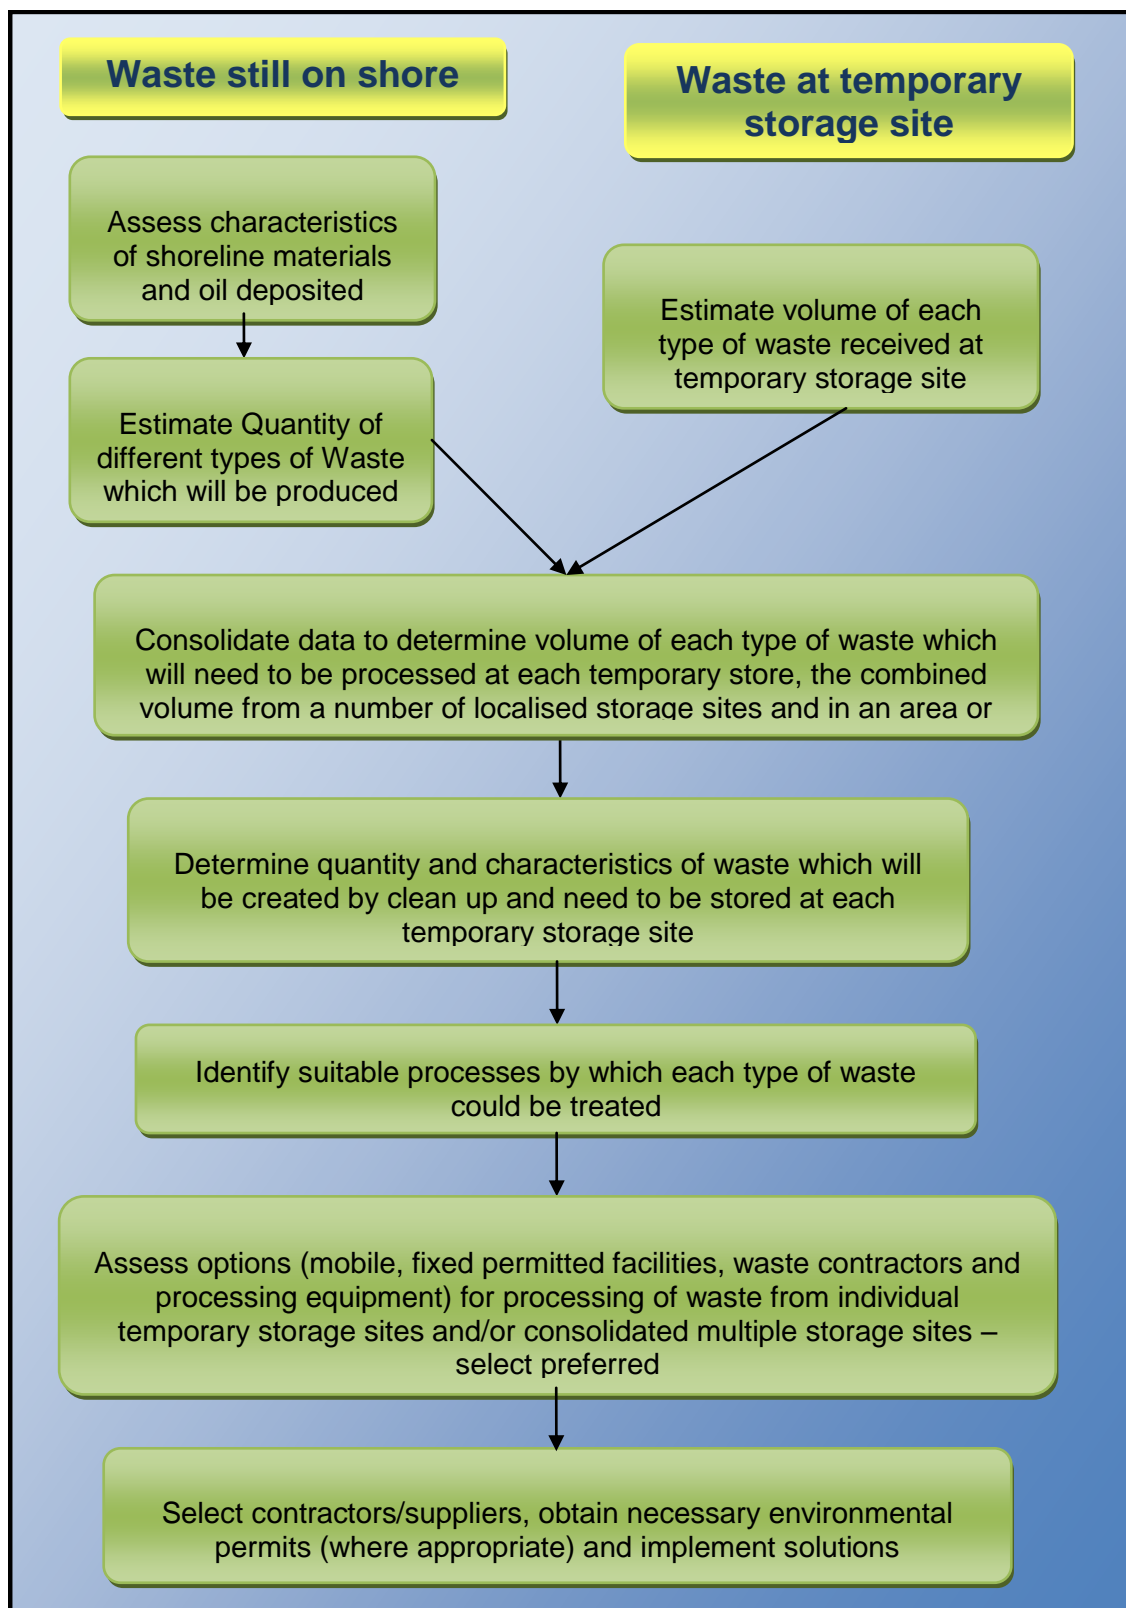 Waste still on shore
Waste at temporary
storage site
Assess characteristics
of shoreline materials
and oil deposited
Estimate volume of each
type of waste received at
temporary storage site
Estimate Quantity of
different types of Waste
which will be produced
Consolidate data to determine volume of each type of waste which
will need to be processed at each temporary store, the combined
volume from a number of localised storage sites and in an area or
Determine quantity and characteristics of waste which will
be created by clean up and need to be stored at each
temporary storage site
Identify suitable processes by which each type of waste
could be treated
Assess options (mobile, fixed permitted facilities, waste contractors and
processing equipment) for processing of waste from individual
temporary storage sites and/or consolidated multiple storage sites –
select preferred
Select contractors/suppliers, obtain necessary environmental
permits (where appropriate) and implement solutions